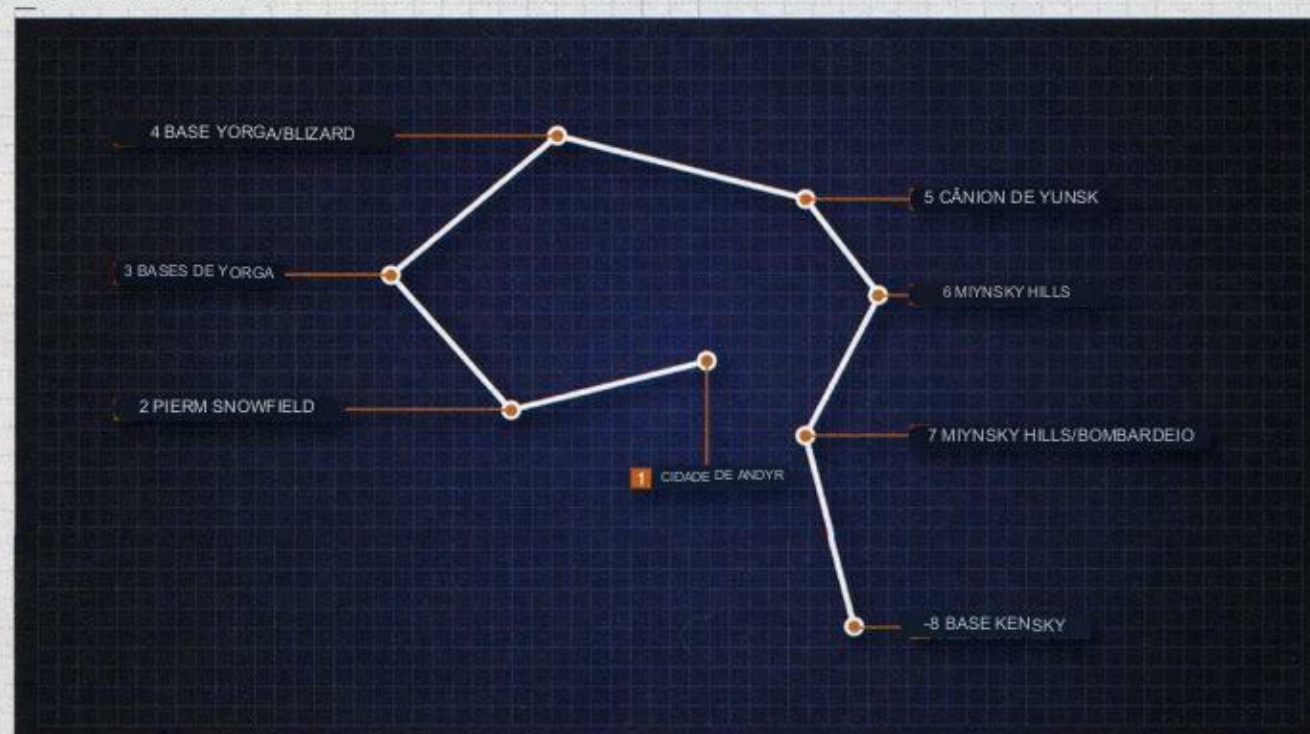 4 BASE YORGA/BLIZARD
5 CÂNION DE YUNSK
3 BASES DE YORGA
6 MIYNSKY HILLS
2 PIERM SNOWFIELD
7 MIYNSKY HILLS/BOMBARDEIO
1 CIDADE DE ANDYR
-8 BASE KENSKY